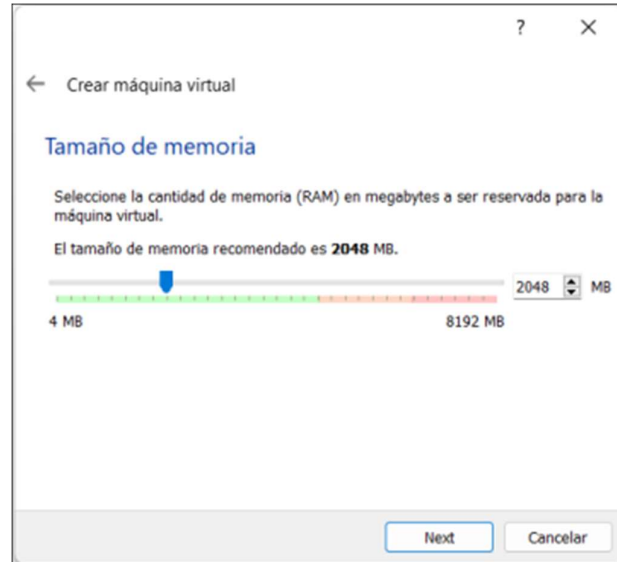 ?
Crear máquina virtual
Tamaño de memoria
Seleccione la cantidad de memoria (RAM) en megabytes a ser reservada para la
máquina virtual.
El tamaño de memoria recomendado es 2048 MB.
2048 MB
4 MB 8192 MB
Next Cancelar